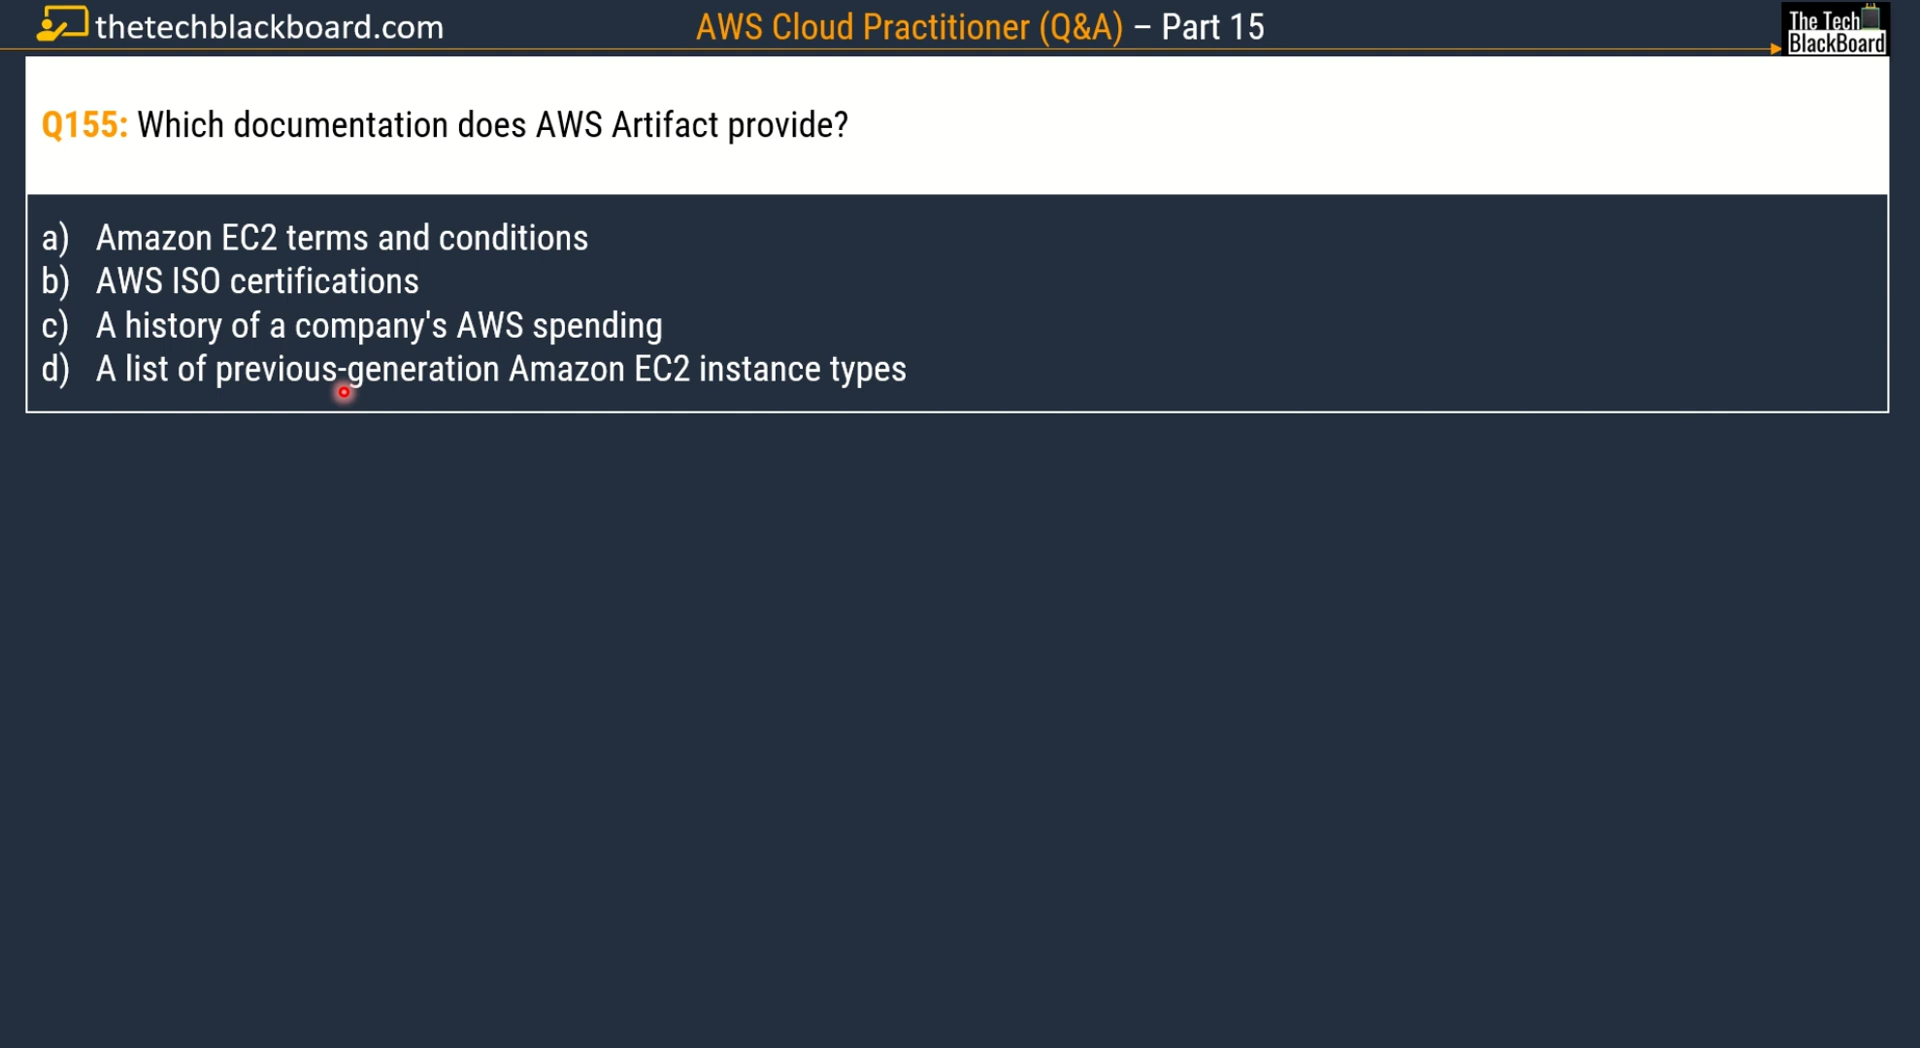 thetechblackboard.com
AWS Cloud Practitioner (Q&A) – Part 15
The Tech
BlackBoard
Q155: Which documentation does AWS Artifact provide?
a) Amazon EC2 terms and conditions
b) AWS ISO certifications
c) A history of a company's AWS spending
d) A list of previous-generation Amazon EC2 instance types